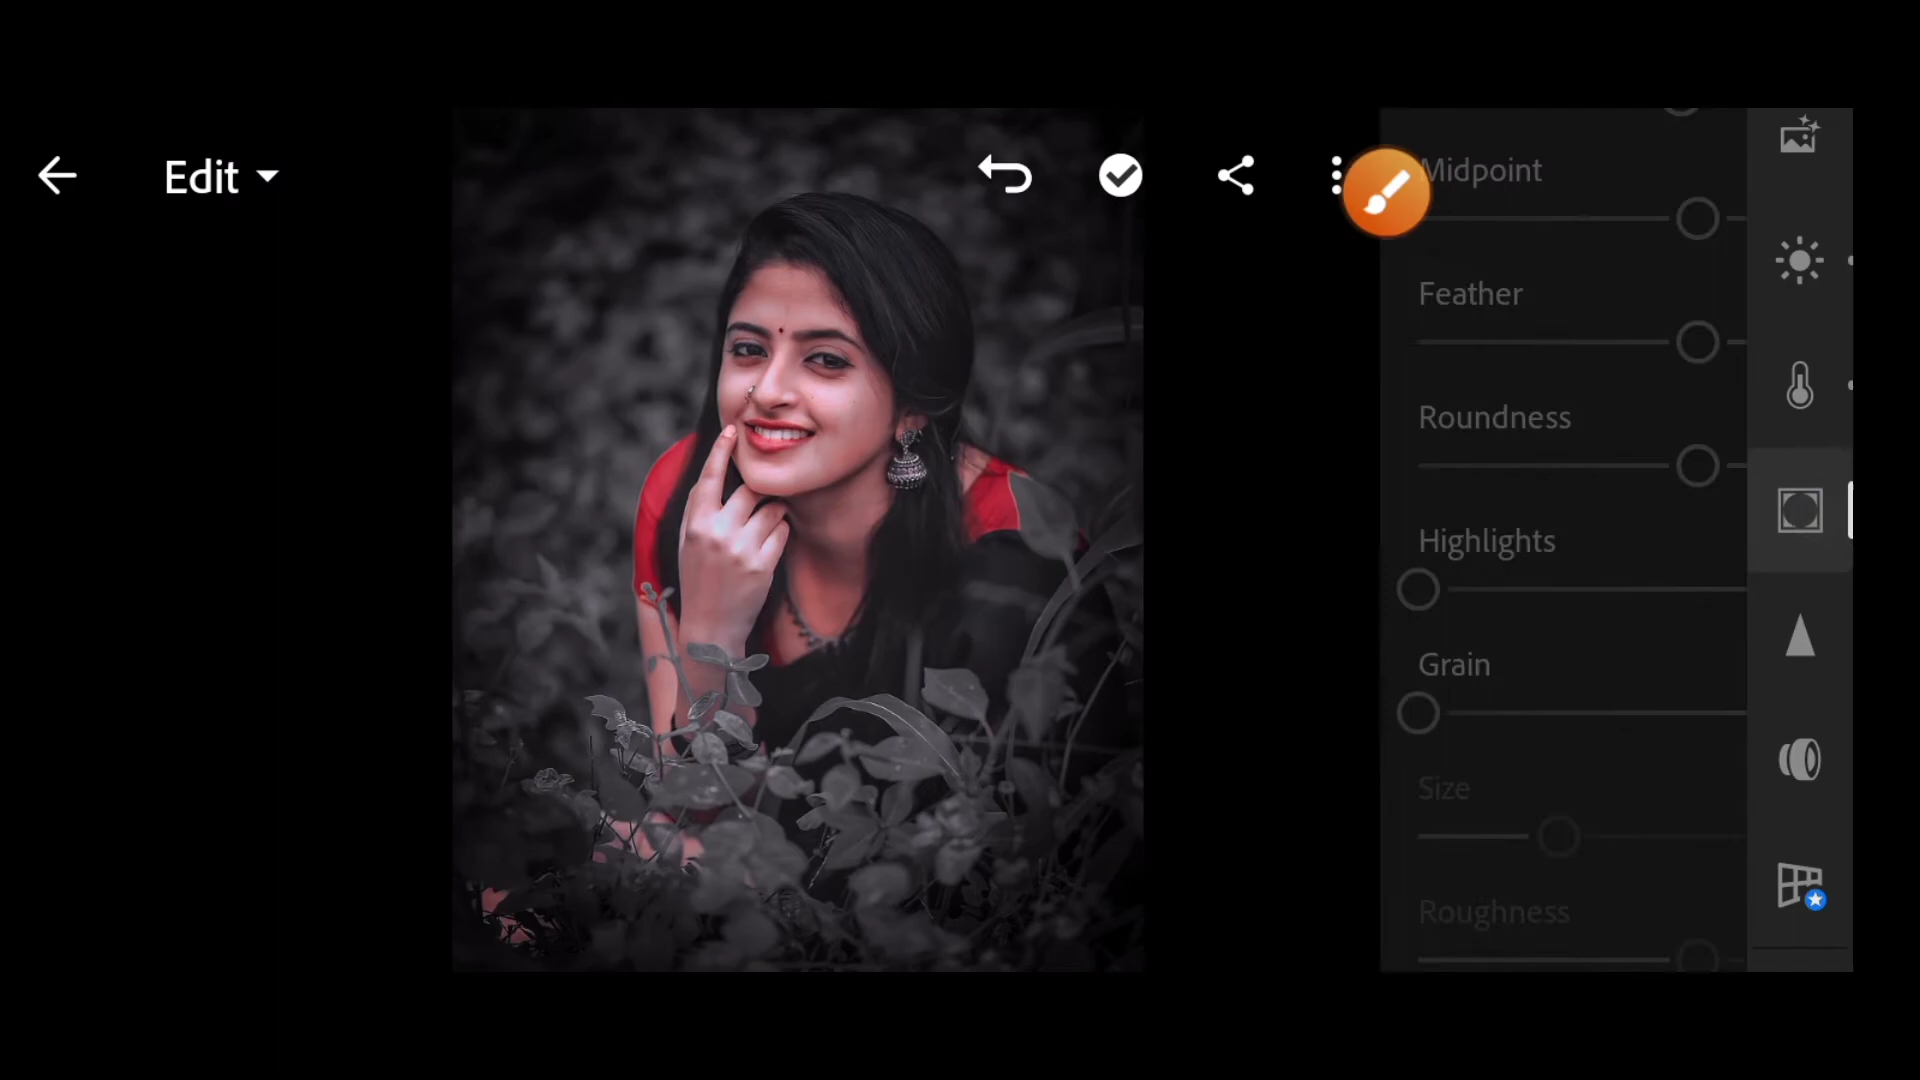 Edit
Midpoint
Feather
Roundness
Highlights
Grain
Size
Roughness